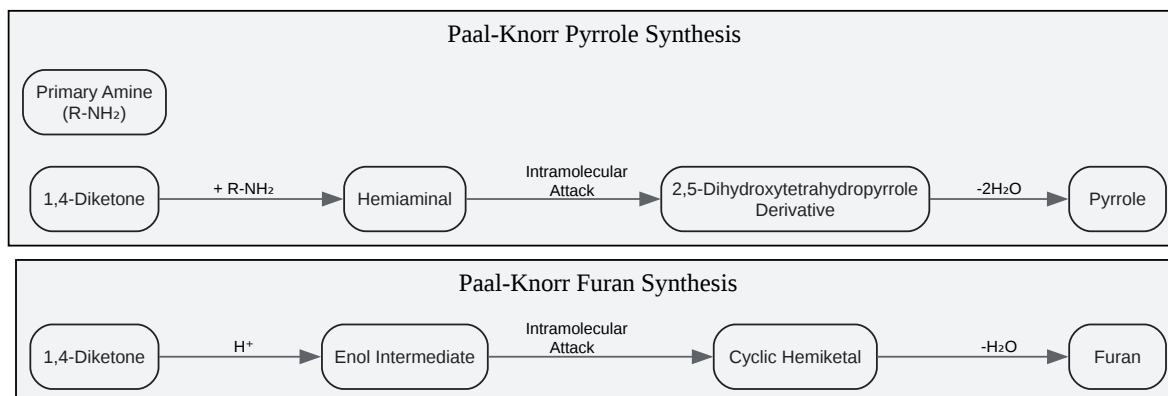 Paal-Knorr Pyrrole Synthesis
Primary Amine
(R-NH₂)
1,4-Diketone
+ R-NH₂
Hemiaminal
Intramolecular
Attack
2,5-Dihydroxytetrahydropyrrole
Derivative
-2H₂O
Pyrrole
Paal-Knorr Furan Synthesis
1,4-Diketone
H⁺
Enol Intermediate
Intramolecular
Attack
Cyclic Hemiketal
-H₂O
Furan